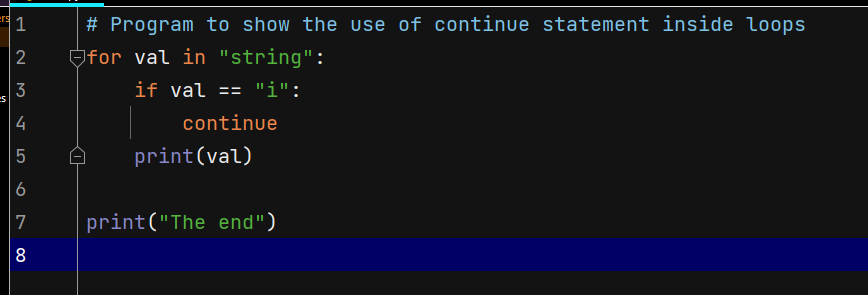 1 # Program to show the use of continue statement inside loops
2 for val in "string":
3     if val == "i":
4         continue
5     print(val)
6
7 print("The end")
8